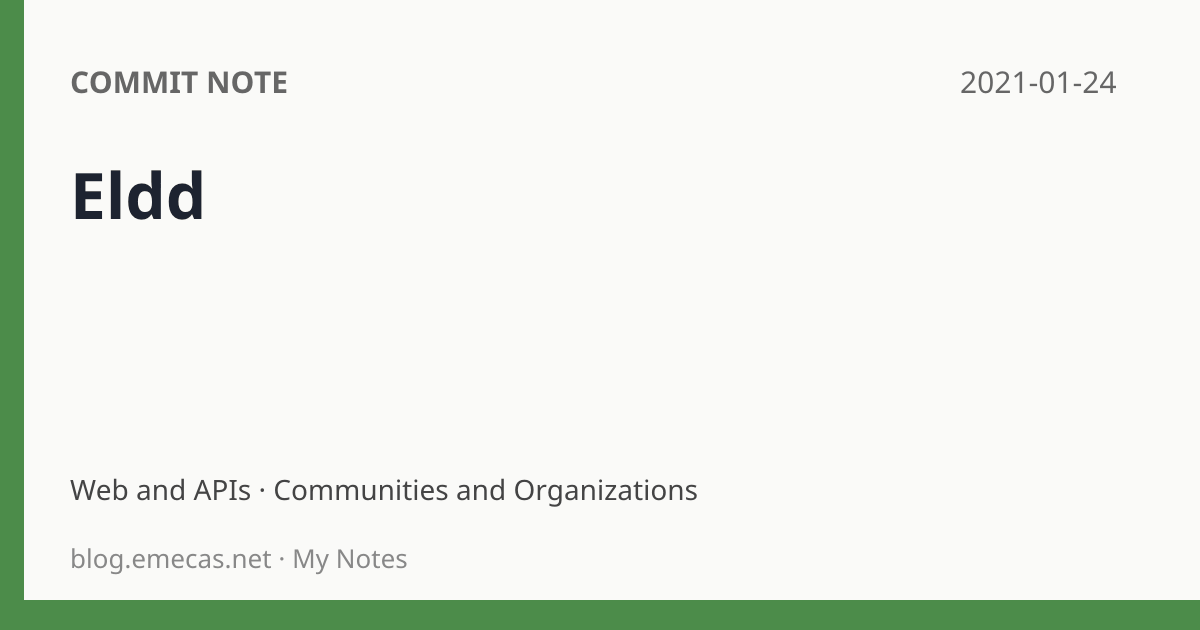 COMMIT NOTE
2021-01-24
Eldd
Web and APIs · Communities and Organizations
blog.emecas.net · My Notes